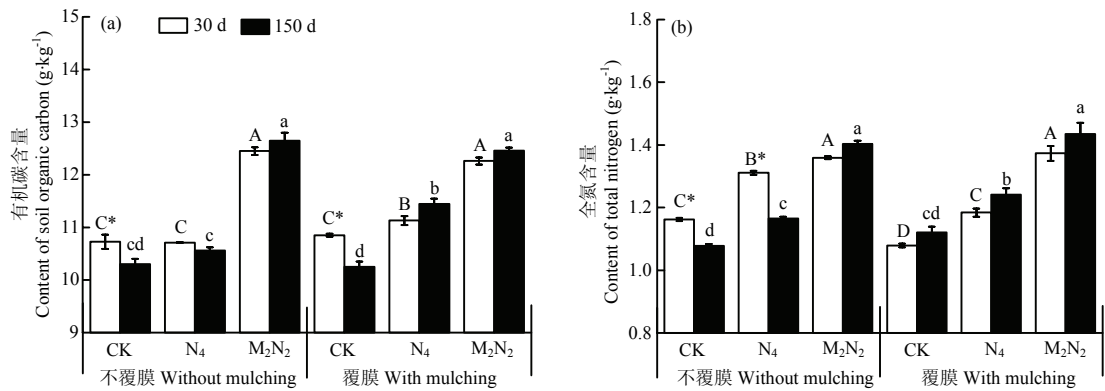 (a)
30 d 150 d
有机碳含量
Content of soil organic carbon (g·kg⁻¹)
15
14
13
12
11
10
9
C* cd C c A a C* d B b A a
CK N₄ M₂N₂ CK N₄ M₂N₂
不覆膜 Without mulching 覆膜 With mulching
(b)
全氮含量
Content of total nitrogen (g·kg⁻¹)
1.8
1.6
1.4
1.2
1.0
0.8
C* d B* c A a D cd C b A a
CK N₄ M₂N₂ CK N₄ M₂N₂
不覆膜 Without mulching 覆膜 With mulching